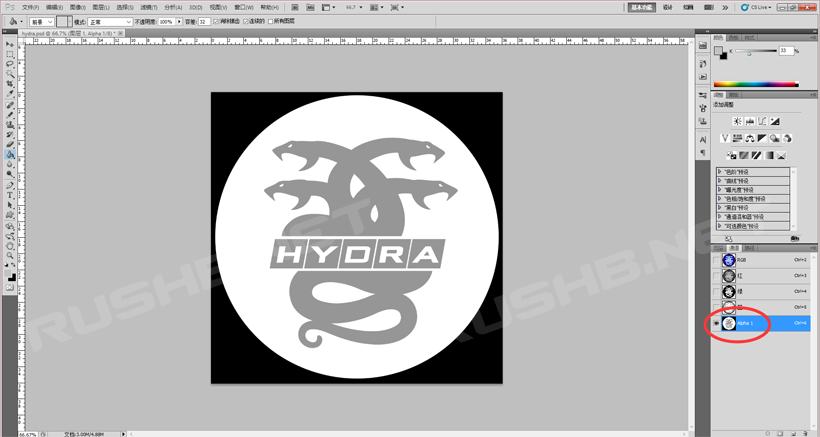 文件(F) 编辑(E) 图像(I) 图层(L) 选择(S) 滤镜(T) 分析(A) 3D(D) 视图(V) 窗口(W) 帮助(H) 66.7 基本功能 设计 绘画 摄影 CS Live
前景 模式: 正常 不透明度: 100% 容差: 32 消除锯齿 连续的 所有图层
hydra.psd @ 66.7% (图层 1, Alpha 1/8) *
颜色 色板 样式
K 33 %
调整 蒙版
添加调整
"色阶"预设
"曲线"预设
"曝光度"预设
"色相/饱和度"预设
"黑白"预设
"通道混和器"预设
"可选颜色"预设
图层 通道 路径
RGB Ctrl+2
红 Ctrl+3
绿 Ctrl+4
Ctrl+5
Alpha 1 Ctrl+6
HYDRA
RUSHB.NET
RUSHB.NET
66.67% 文档:3.00M/4.88M